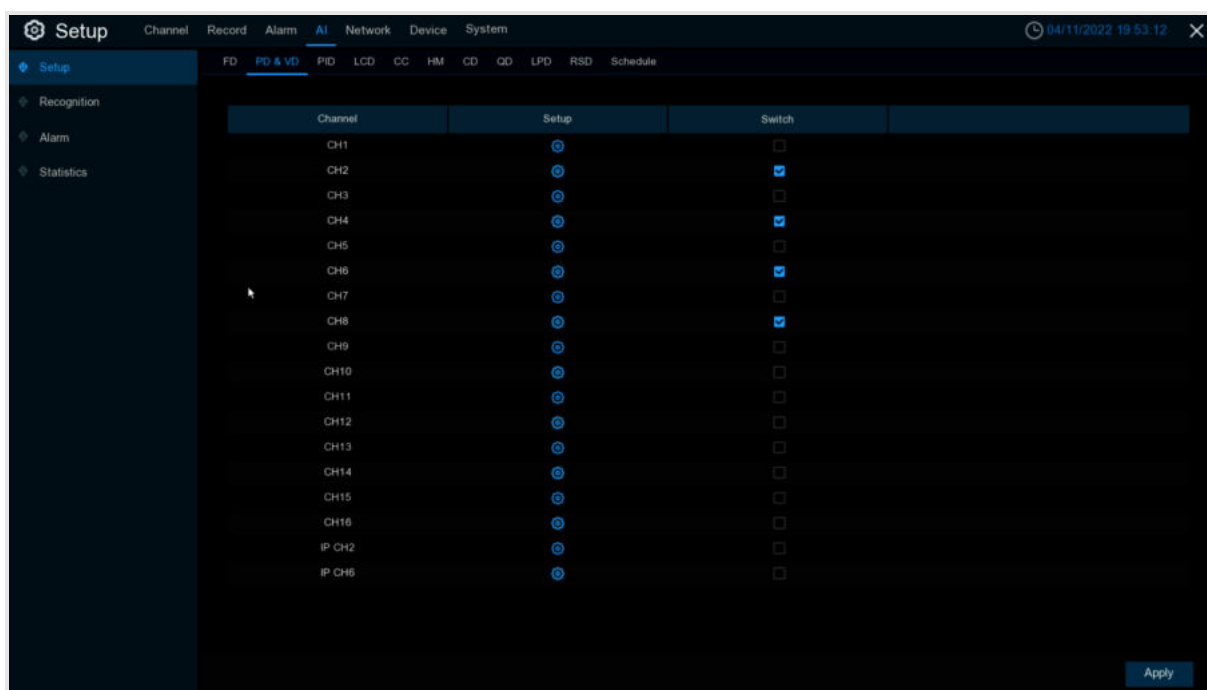 Setup Channel Record Alarm AI Network Device System 04/11/2022 19:53:12
Setup
Recognition
Alarm
Statistics
FD PD & VD PID LCD CC HM CD QD LPD RSD Schedule
Channel Setup Switch
CH1
CH2
CH3
CH4
CH5
CH6
CH7
CH8
CH9
CH10
CH11
CH12
CH13
CH14
CH15
CH16
IP CH2
IP CH6
Apply